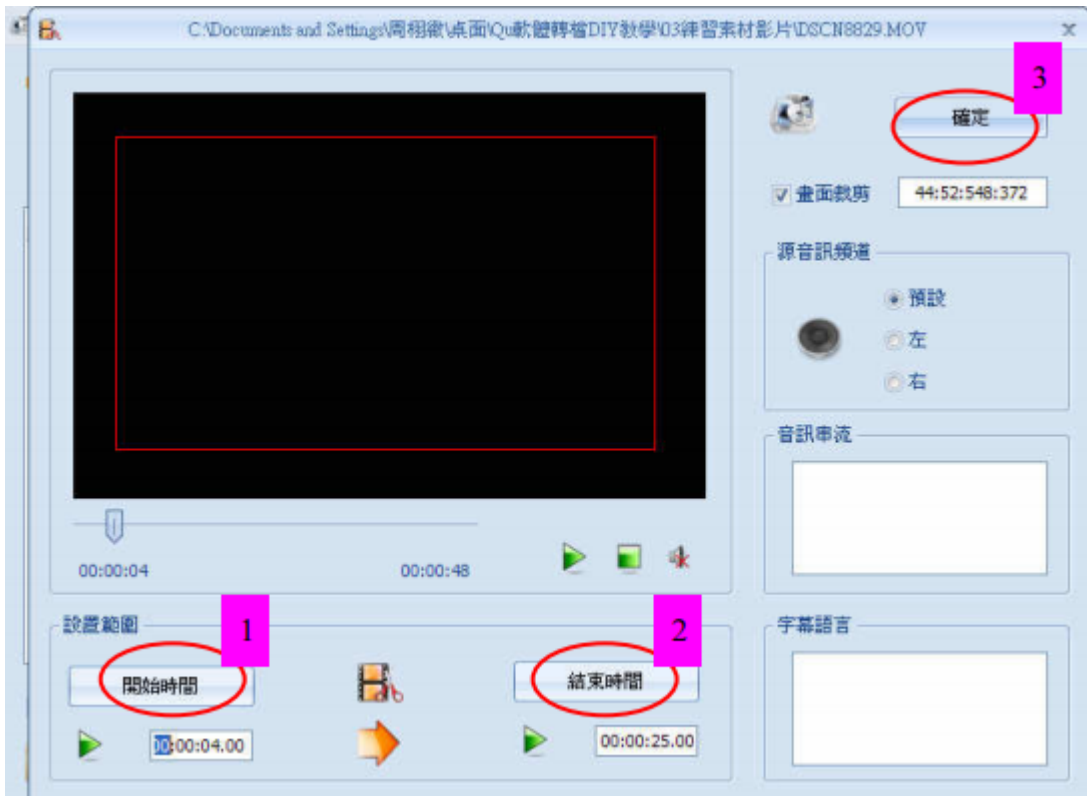 C:\Documents and Settings\周栩緻\桌面\Qu軟體轉檔DIY教學\03練習素材影片\DSCN8829.MOV
3
確定
畫面裁剪
44:52:548:372
源音訊頻道
預設
左
右
音訊串流
00:00:04
00:00:48
設置範圍
1
2
開始時間
結束時間
00:00:04.00
00:00:25.00
字幕語言